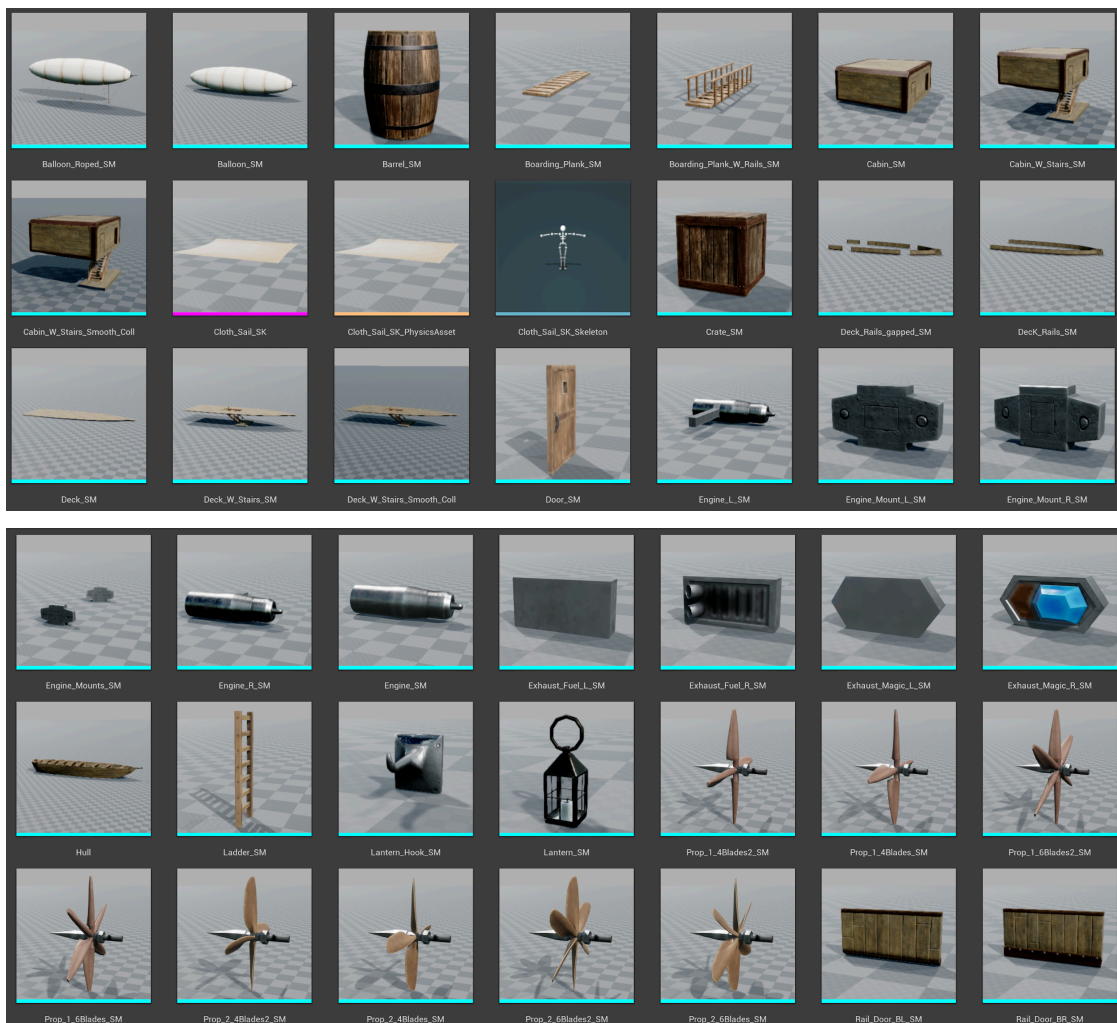 Balloon_Roped_SM Balloon_SM Barrel_SM Boarding_Plank_SM Boarding_Plank_W_Rails_SM Cabin_SM Cabin_W_Stairs_SM
Cabin_W_Stairs_Smooth_Coll Cloth_Sail_SK Cloth_Sail_SK_PhysicsAsset Cloth_Sail_SK_Skeleton Crate_SM Deck_Rails_gapped_SM DecK_Rails_SM
Deck_SM Deck_W_Stairs_SM Deck_W_Stairs_Smooth_Coll Door_SM Engine_L_SM Engine_Mount_L_SM Engine_Mount_R_SM
Engine_Mounts_SM Engine_R_SM Engine_SM Exhaust_Fuel_L_SM Exhaust_Fuel_R_SM Exhaust_Magic_L_SM Exhaust_Magic_R_SM
Hull Ladder_SM Lantern_Hook_SM Lantern_SM Prop_1_4Blades2_SM Prop_1_4Blades_SM Prop_1_6Blades2_SM
Prop_1_6Blades_SM Prop_2_4Blades2_SM Prop_2_4Blades_SM Prop_2_6Blades2_SM Prop_2_6Blades_SM Rail_Door_BL_SM Rail_Door_BR_SM